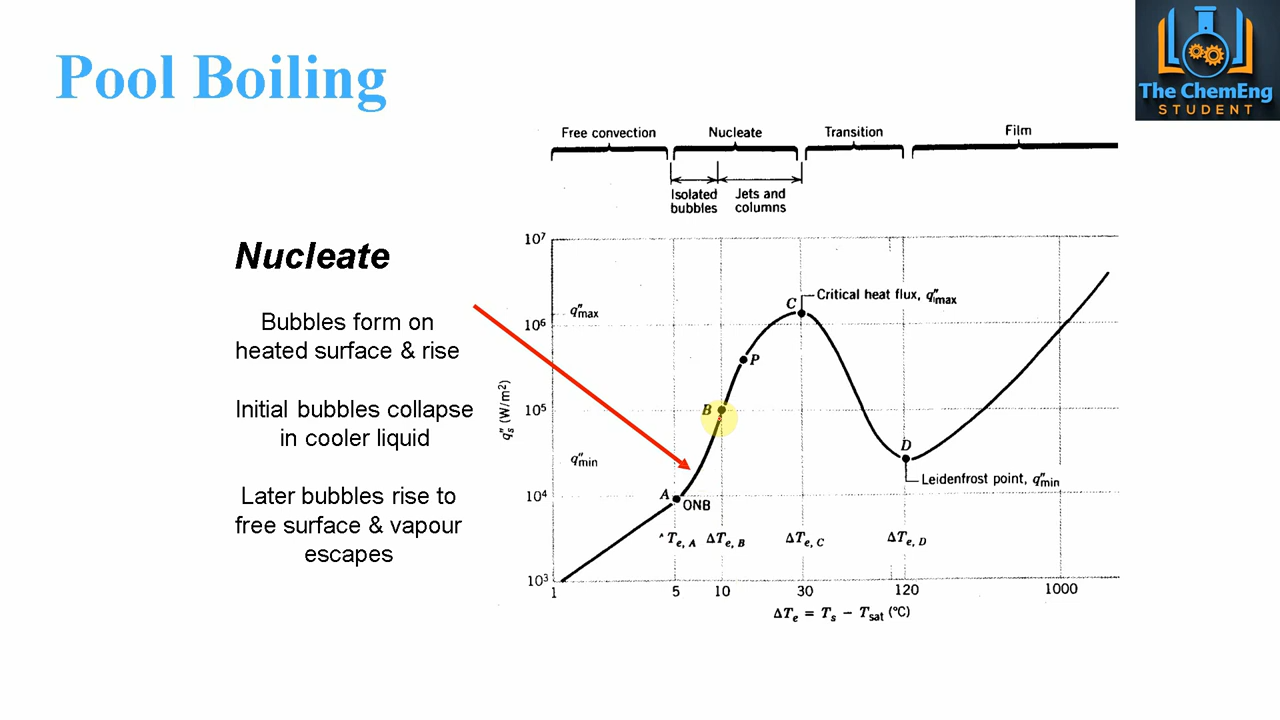 Pool Boiling
The ChemEng
STUDENT
Free convection
Nucleate
Transition
Film
Isolated
bubbles
Jets and
columns
Nucleate
Bubbles form on
heated surface & rise
Initial bubbles collapse
in cooler liquid
Later bubbles rise to
free surface & vapour
escapes
10⁷
10⁶
10⁵
10⁴
10³
q″s (W/m²)
q″max
q″min
C
Critical heat flux, q″max
P
B
D
Leidenfrost point, q″min
A
ONB
Te, A
ΔTe, B
ΔTe, C
ΔTe, D
1
5
10
30
120
1000
ΔTe = Ts − Tsat (°C)